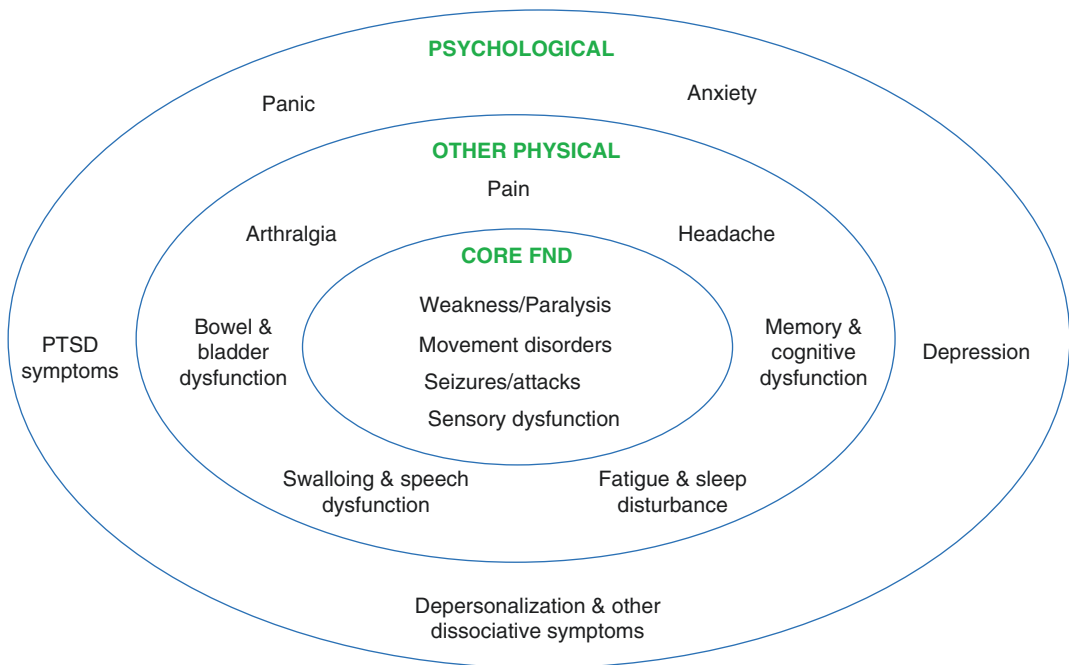 PSYCHOLOGICAL
Panic
Anxiety
OTHER PHYSICAL
Pain
Arthralgia
Headache
CORE FND
Weakness/Paralysis
Movement disorders
Seizures/attacks
Sensory dysfunction
PTSD
symptoms
Bowel &
bladder
dysfunction
Memory &
cognitive
dysfunction
Depression
Swalloing & speech
dysfunction
Fatigue & sleep
disturbance
Depersonalization & other
dissociative symptoms